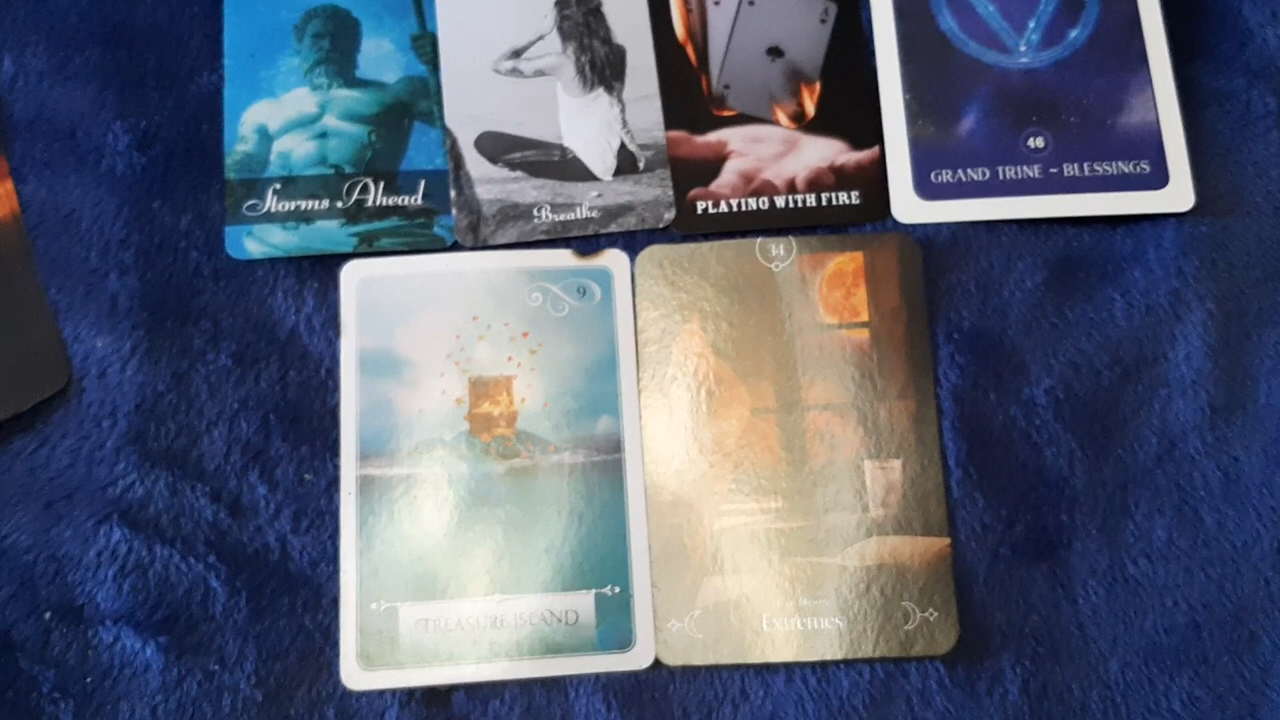 Storms Ahead
Breathe
PLAYING WITH FIRE
A
46
GRAND TRINE ~ BLESSINGS
9
TREASURE ISLAND
34
Extremes